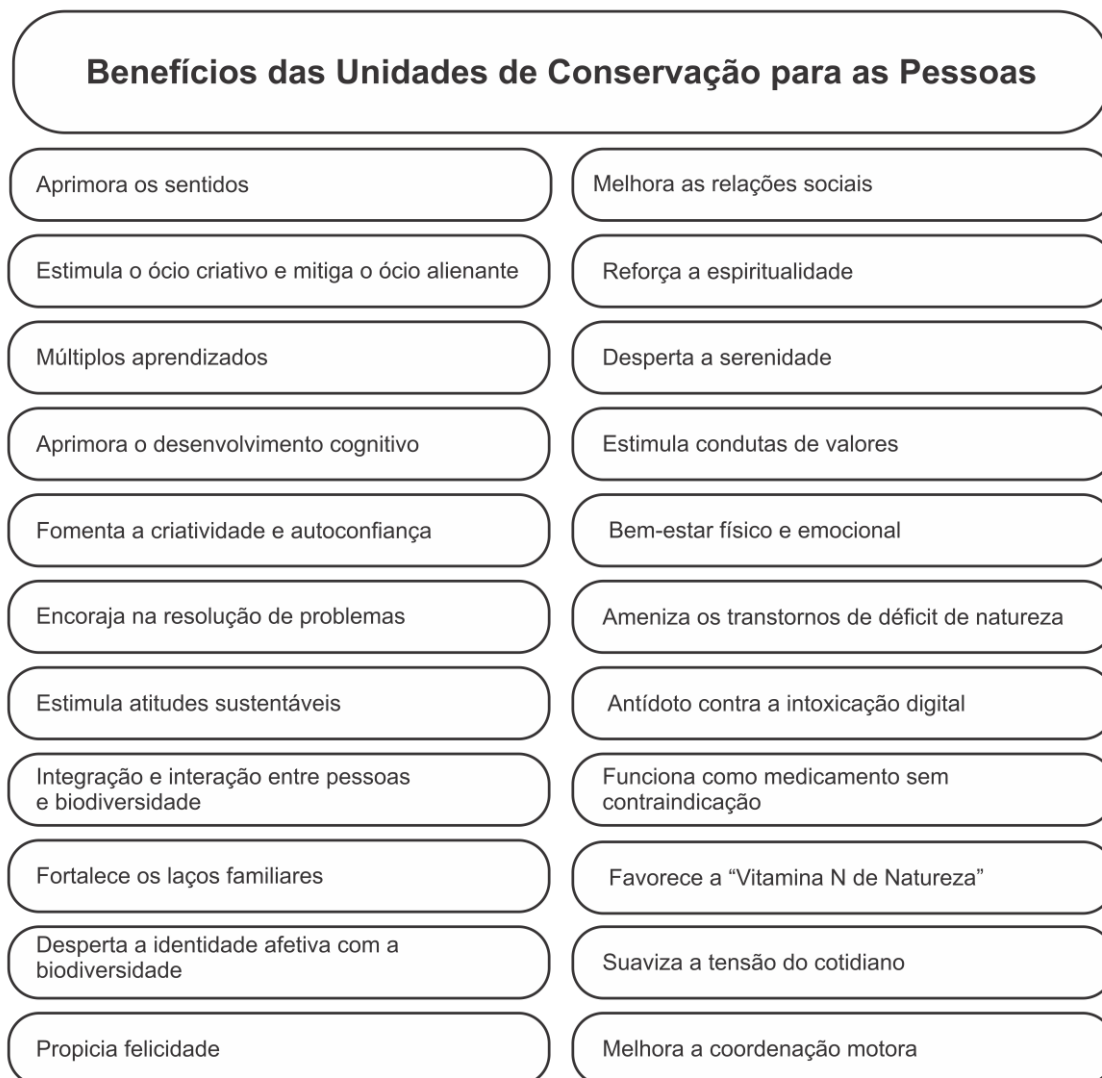 Benefícios das Unidades de Conservação para as Pessoas
Aprimora os sentidos
Melhora as relações sociais
Estimula o ócio criativo e mitiga o ócio alienante
Reforça a espiritualidade
Múltiplos aprendizados
Desperta a serenidade
Aprimora o desenvolvimento cognitivo
Estimula condutas de valores
Fomenta a criatividade e autoconfiança
Bem-estar físico e emocional
Encoraja na resolução de problemas
Ameniza os transtornos de déficit de natureza
Estimula atitudes sustentáveis
Antídoto contra a intoxicação digital
Integração e interação entre pessoas
e biodiversidade
Funciona como medicamento sem
contraindicação
Fortalece os laços familiares
Favorece a “Vitamina N de Natureza”
Desperta a identidade afetiva com a
biodiversidade
Suaviza a tensão do cotidiano
Propicia felicidade
Melhora a coordenação motora